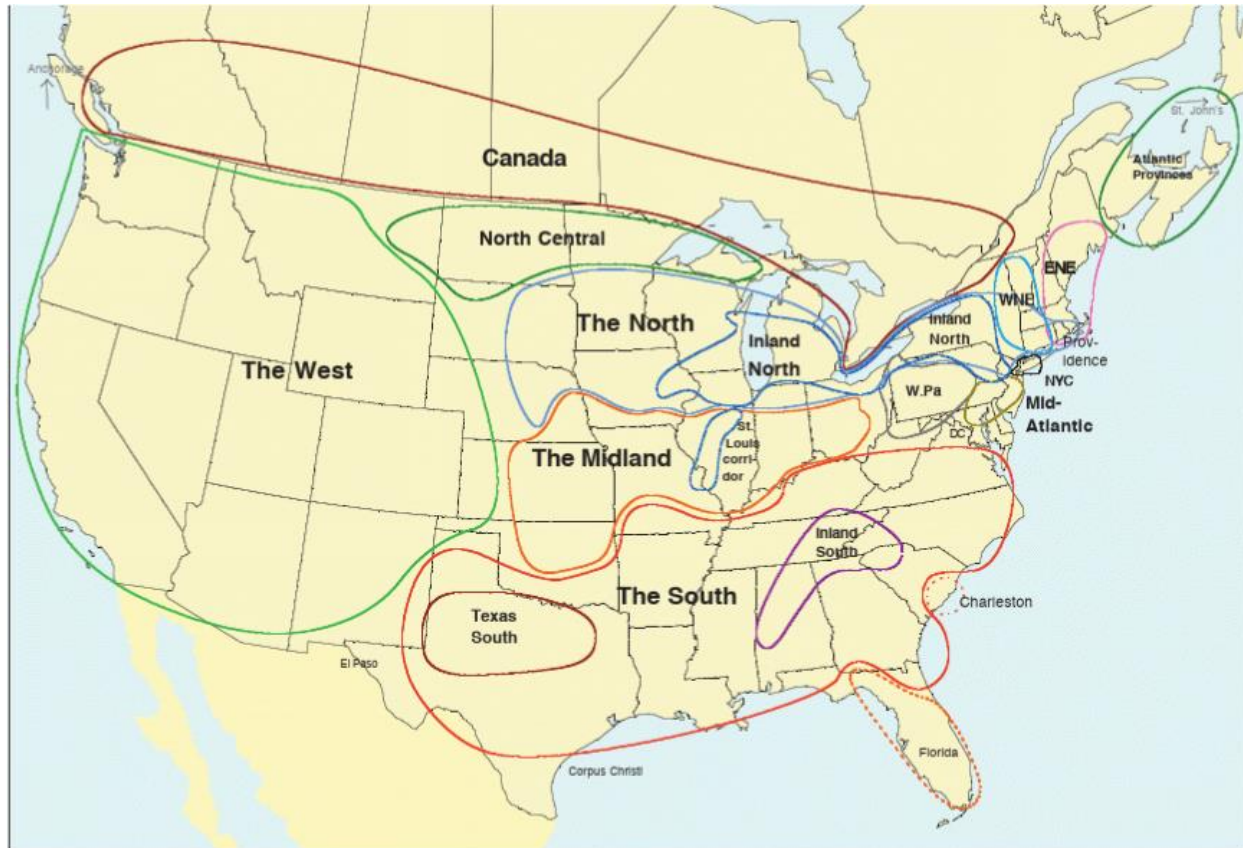 Anchorage
St. John's
Canada
Atlantic
Provinces
North Central
ENE
WNE
The North
Inland
North
Inland
North
Prov-
idence
The West
W.Pa
NYC
Mid-
Atlantic
DC
St.
Louis
corri-
dor
The Midland
Inland
South
The South
Charleston
Texas
South
El Paso
Florida
Corpus Christi